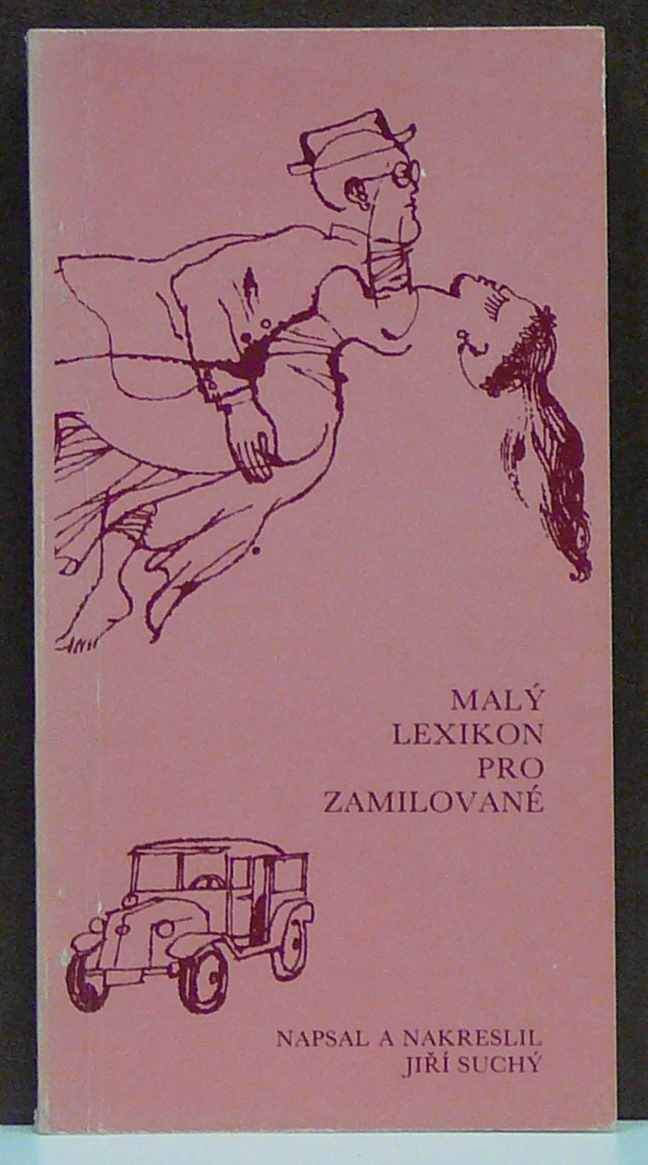 MALÝ
LEXIKON
PRO
ZAMILOVANÉ
NAPSAL A NAKRESLIL
JIŘÍ SUCHÝ